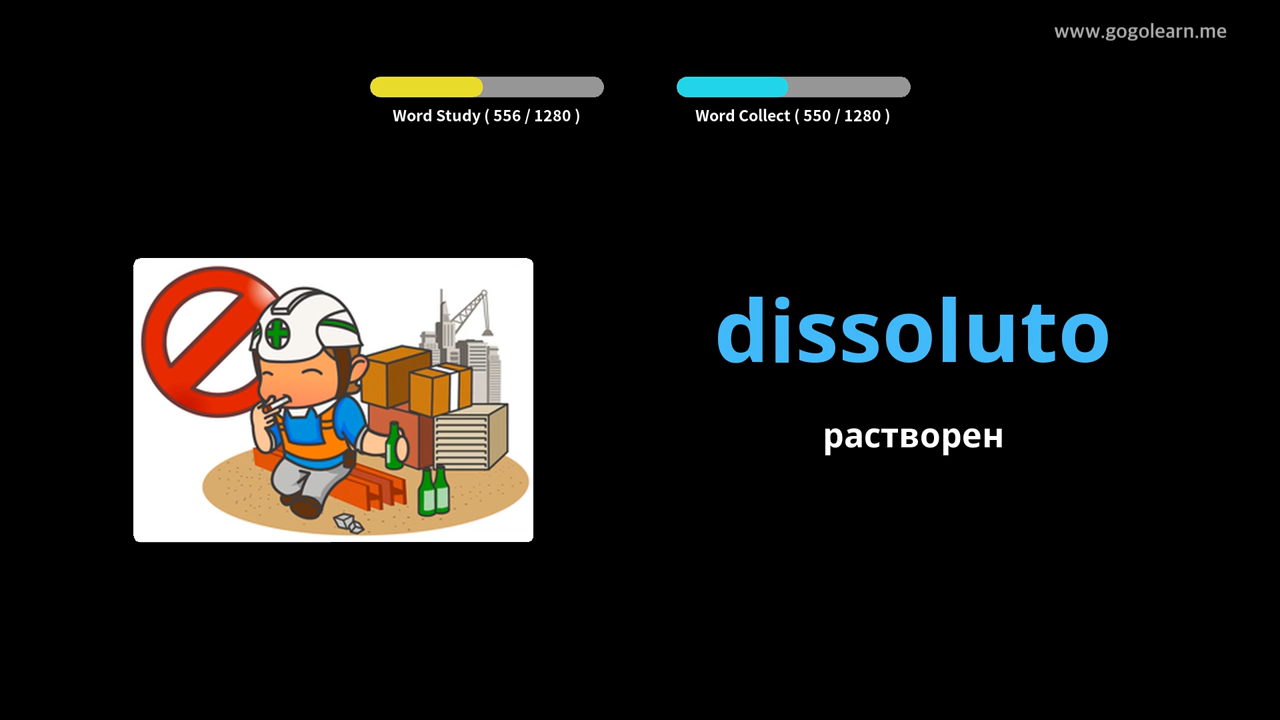 www.gogolearn.me
Word Study ( 556 / 1280 )
Word Collect ( 550 / 1280 )
dissoluto
растворен